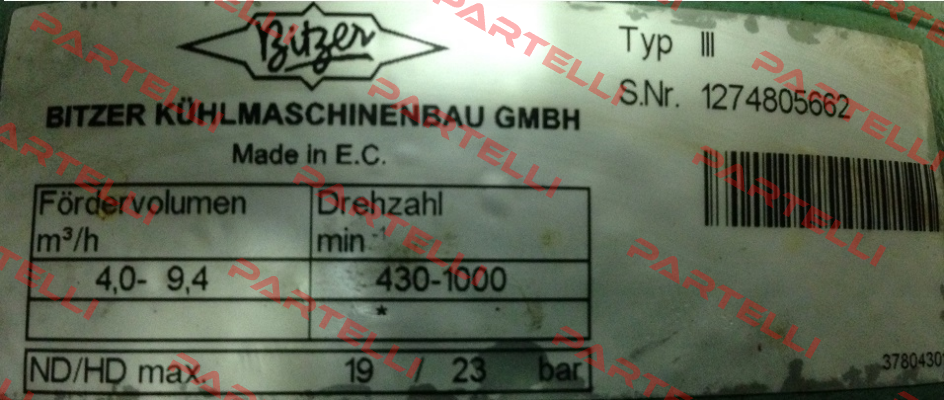 Bitzer
BITZER KÜHLMASCHINENBAU GMBH
Made in E.C.
Typ III
S.Nr. 1274805662
Fördervolumen m³/h
Drehzahl min
4,0- 9,4
430-1000
*
ND/HD max. 19 / 23 bar
3780430
PARTELLI